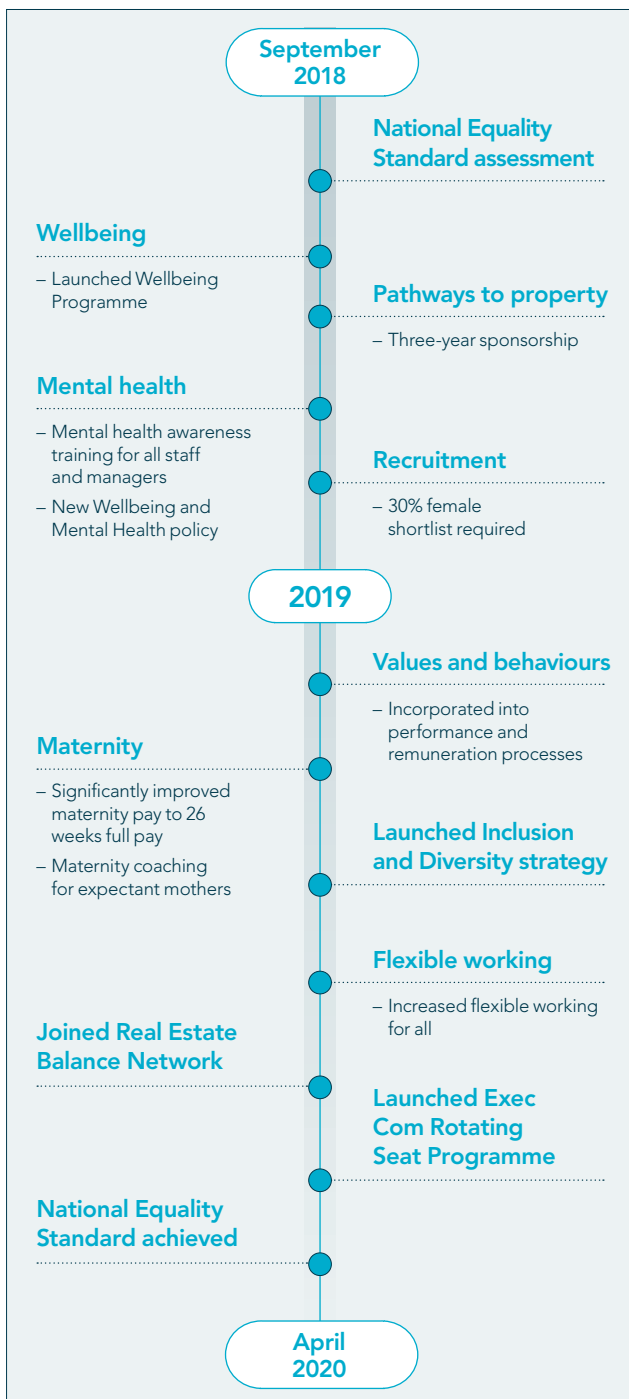 September
2018
National Equality
Standard assessment
Wellbeing
– Launched Wellbeing
Programme
Pathways to property
– Three-year sponsorship
Mental health
– Mental health awareness
training for all staff
and managers
– New Wellbeing and
Mental Health policy
Recruitment
– 30% female
shortlist required
2019
Values and behaviours
– Incorporated into
performance and
remuneration processes
Maternity
– Significantly improved
maternity pay to 26
weeks full pay
– Maternity coaching
for expectant mothers
Launched Inclusion
and Diversity strategy
Flexible working
– Increased flexible working
for all
Joined Real Estate
Balance Network
Launched Exec
Com Rotating
Seat Programme
National Equality
Standard achieved
April
2020